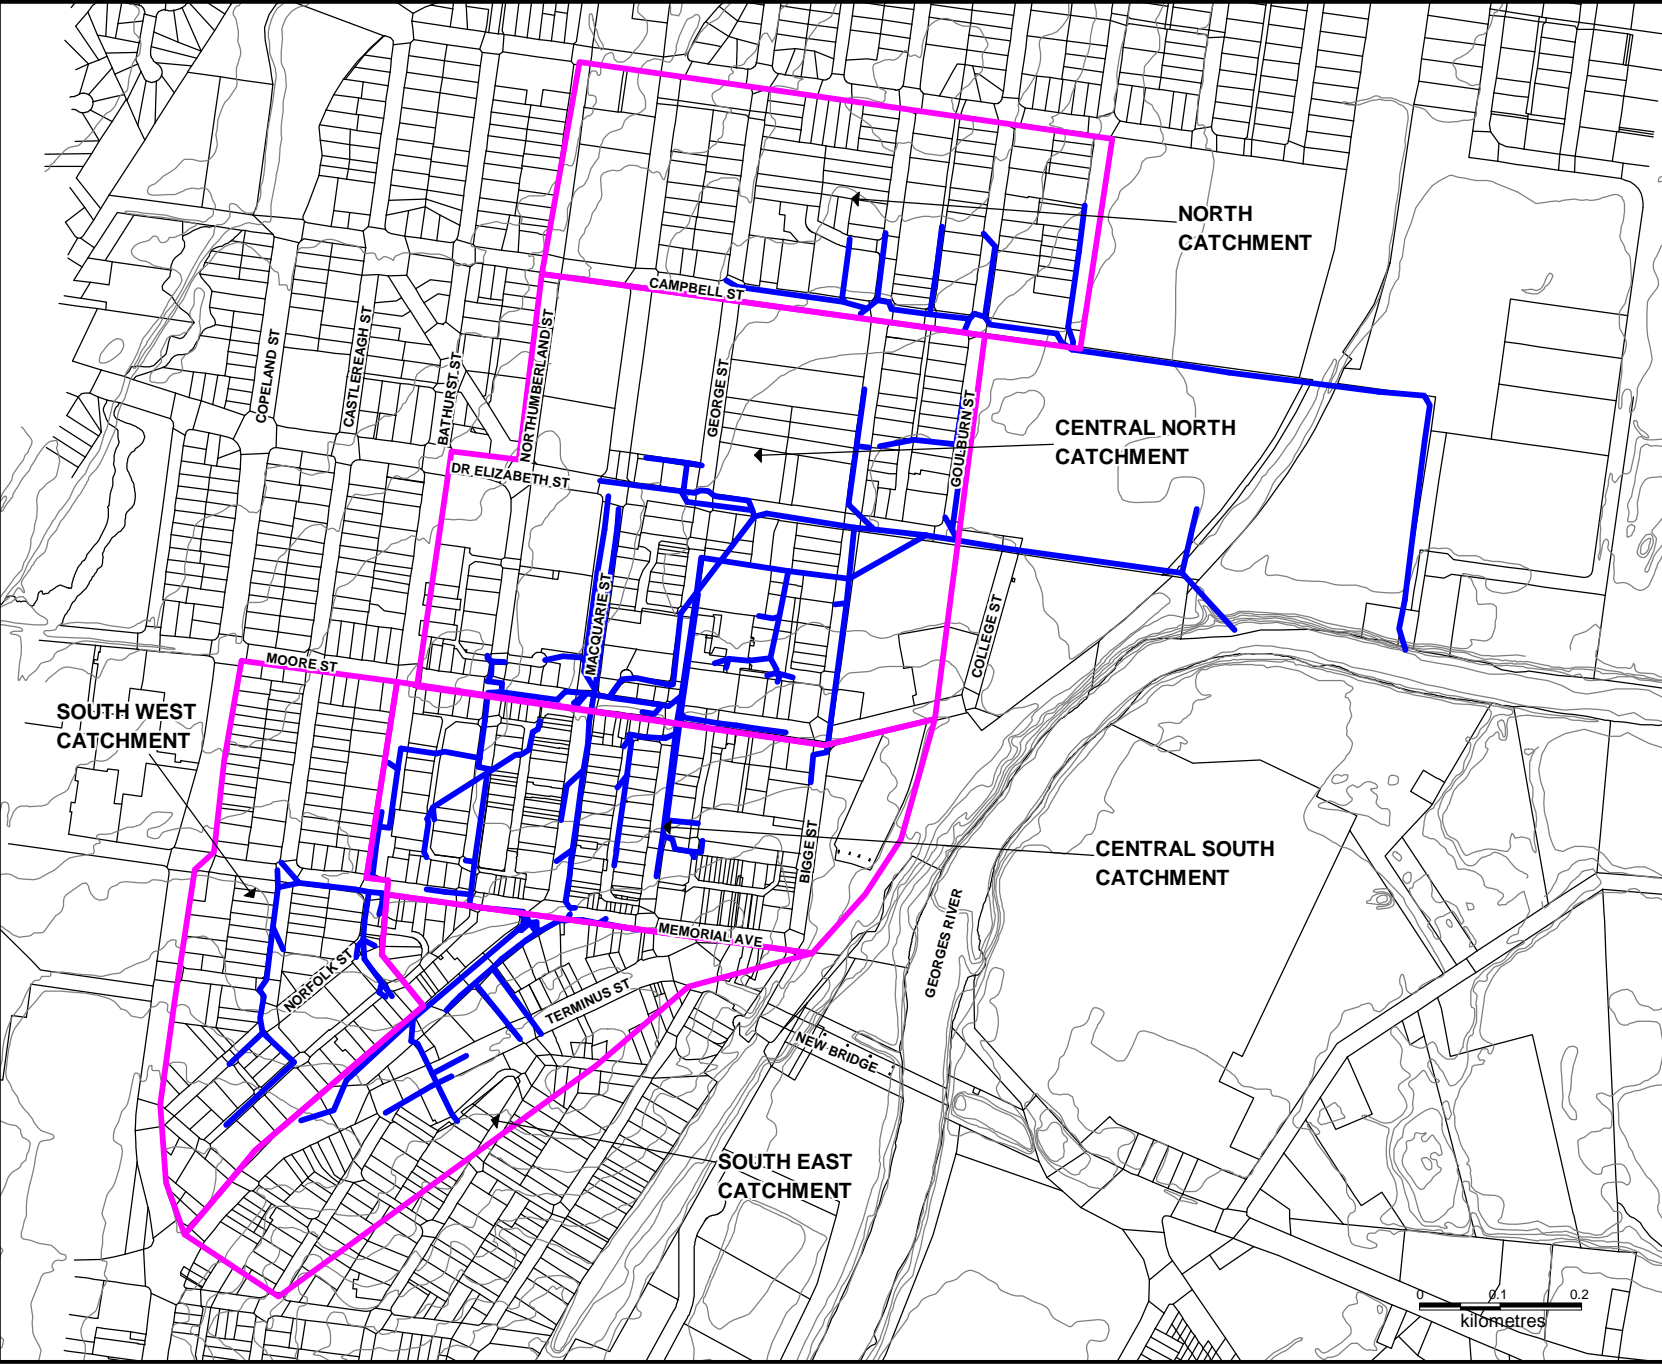 NORTH
CATCHMENT
CAMPBELL ST
COPELAND ST
CASTLEREAGH ST
BATHURST ST
NORTHUMBERLAND ST
GEORGE ST
GOULBURN ST
CENTRAL NORTH
CATCHMENT
DR ELIZABETH ST
MACQUARIE ST
COLLEGE ST
MOORE ST
SOUTH WEST
CATCHMENT
BIGGE ST
CENTRAL SOUTH
CATCHMENT
GEORGES RIVER
MEMORIAL AVE
NORFOLK ST
TERMINUS ST
NEW BRIDGE
SOUTH EAST
CATCHMENT
0 0.1 0.2
kilometres